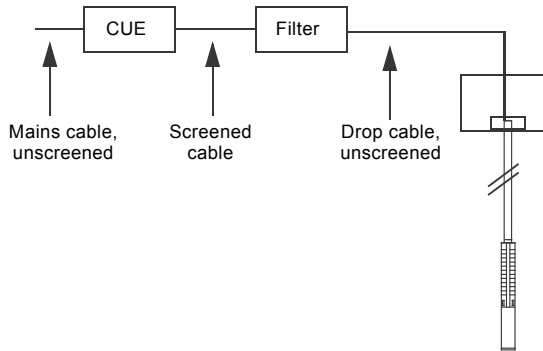 CUE
Filter
Mains cable,
unscreened
Screened
cable
Drop cable,
unscreened